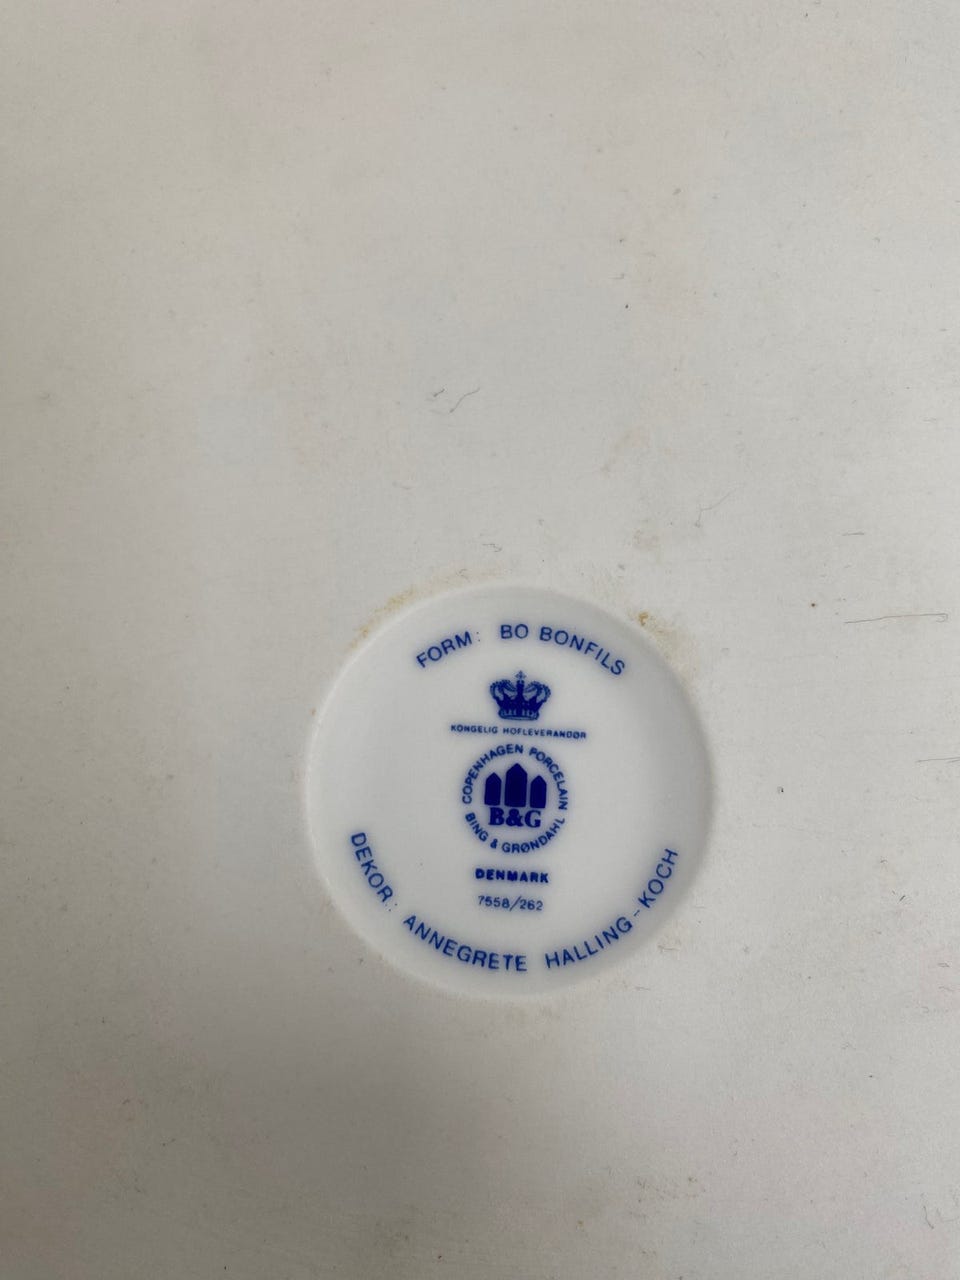 FORM: BO BONFILS
KONGELIG HOFLEVERANDØR
COPENHAGEN PORCELAIN
B&G
BING & GRØNDAHL
DENMARK
7558/262
DEKOR: ANNEGRETE HALLING-KOCH